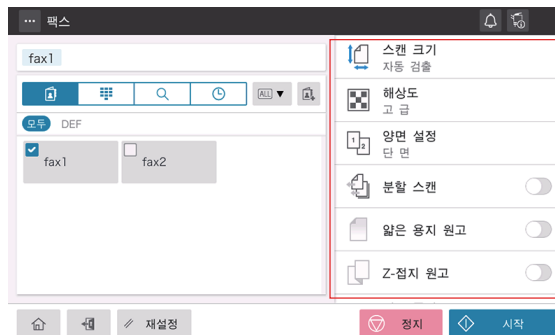 팩스
fax1
ALL ▼
모두 DEF
fax1
fax2
스캔 크기
자동 검출
해상도
고 급
양면 설정
1 2
단 면
분할 스캔
얇은 용지 원고
Z-접지 원고
재설정
정지
시작